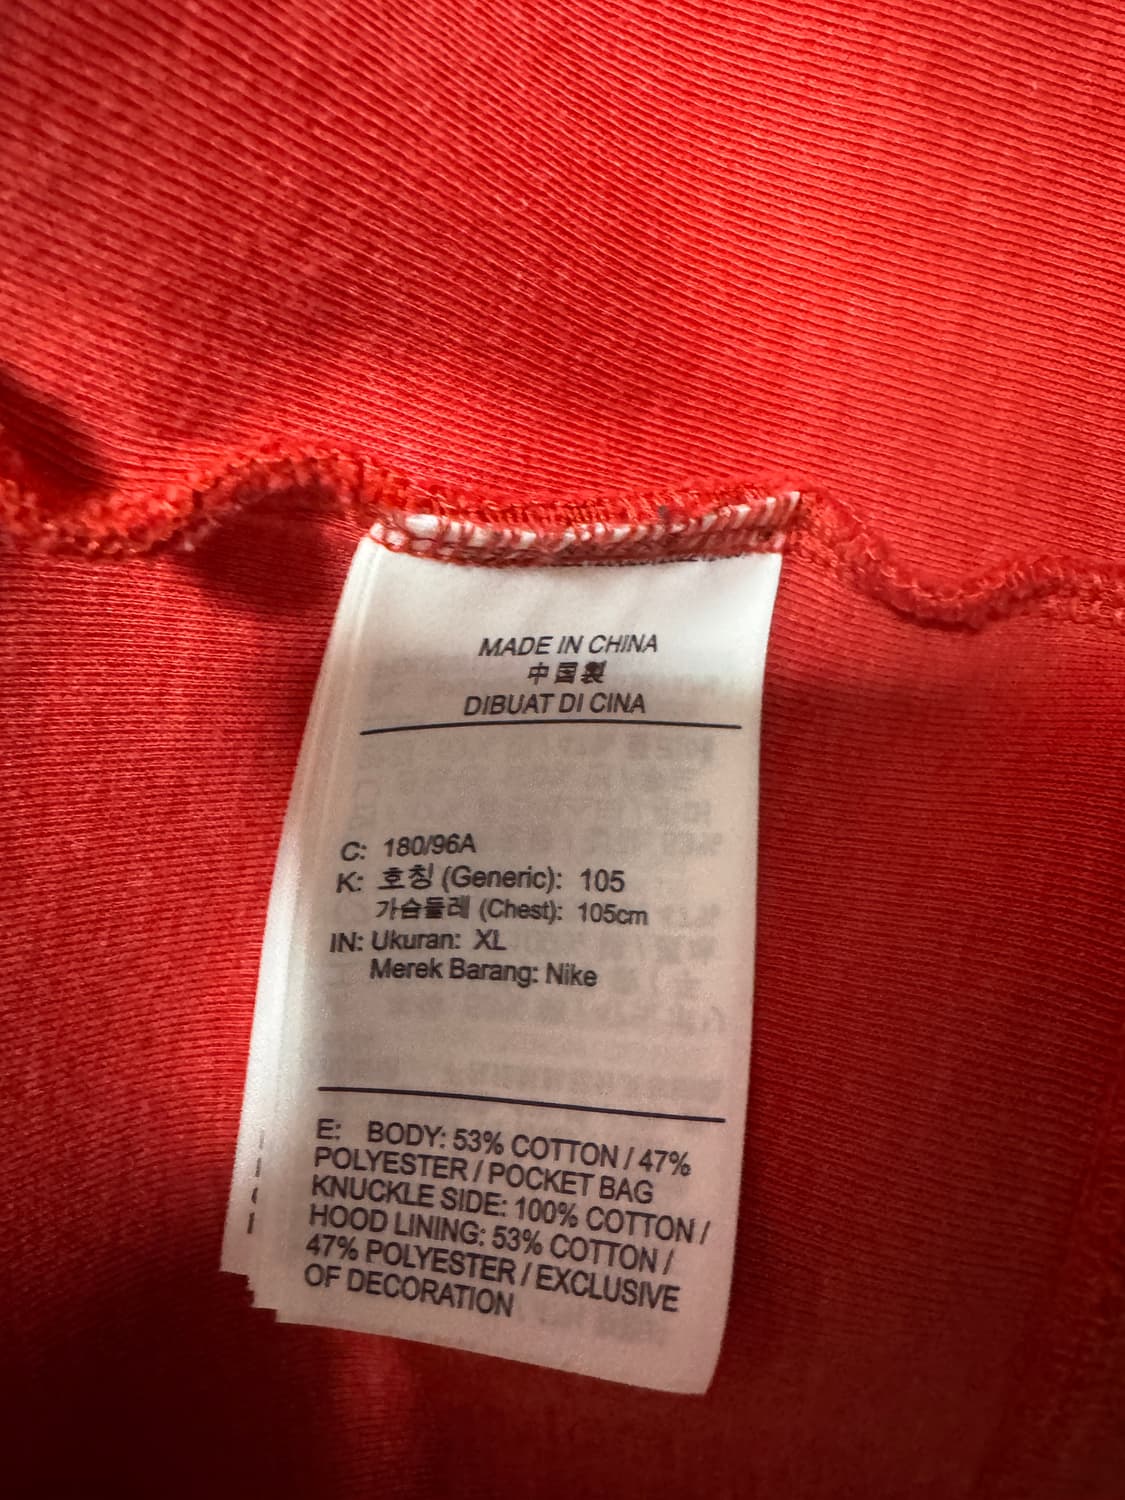 MADE IN CHINA
中国製
DIBUAT DI CINA
C: 180/96A
K: 호칭 (Generic): 105
가슴둘레 (Chest): 105cm
IN: Ukuran: XL
Merek Barang: Nike
E: BODY: 53% COTTON / 47%
POLYESTER / POCKET BAG
KNUCKLE SIDE: 100% COTTON /
HOOD LINING: 53% COTTON /
47% POLYESTER / EXCLUSIVE
OF DECORATION